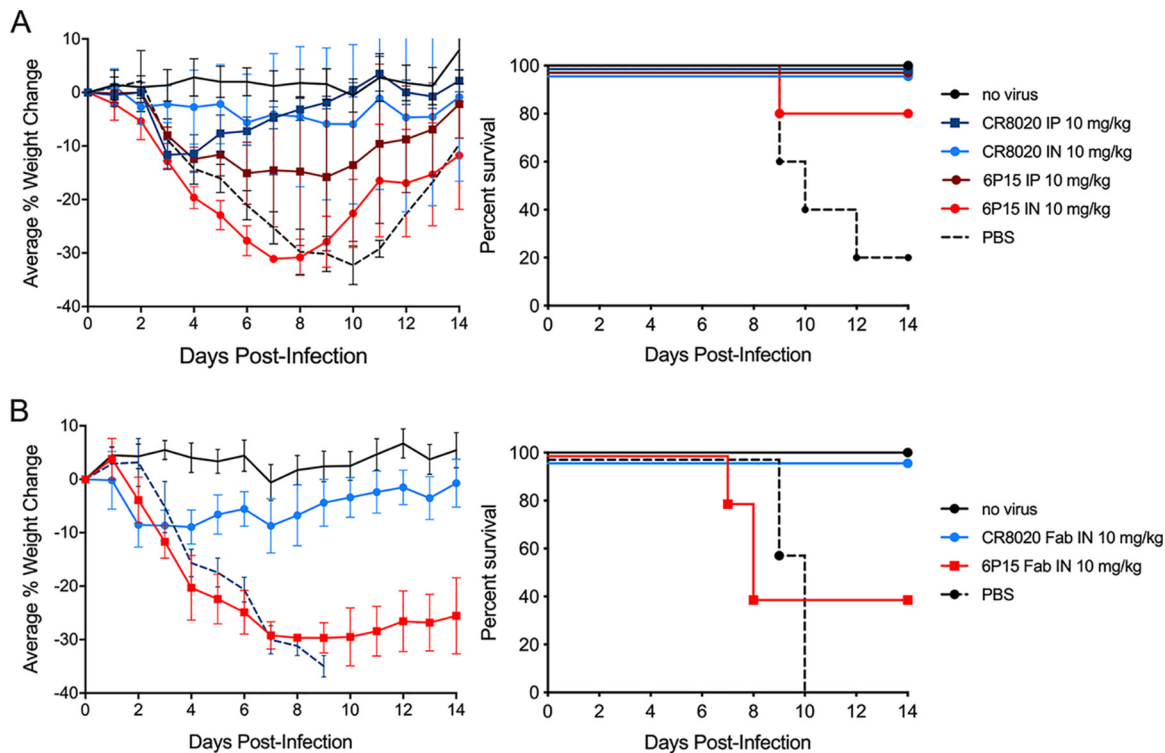 A
Average % Weight Change
10
0
-10
-20
-30
-40
0 2 4 6 8 10 12 14
Days Post-Infection
Percent survival
100
80
60
40
20
0
0 2 4 6 8 10 12 14
Days Post-Infection
no virus
CR8020 IP 10 mg/kg
CR8020 IN 10 mg/kg
6P15 IP 10 mg/kg
6P15 IN 10 mg/kg
PBS
B
Average % Weight Change
10
0
-10
-20
-30
-40
0 2 4 6 8 10 12 14
Days Post-Infection
Percent survival
100
80
60
40
20
0
0 2 4 6 8 10 12 14
Days Post-Infection
no virus
CR8020 Fab IN 10 mg/kg
6P15 Fab IN 10 mg/kg
PBS